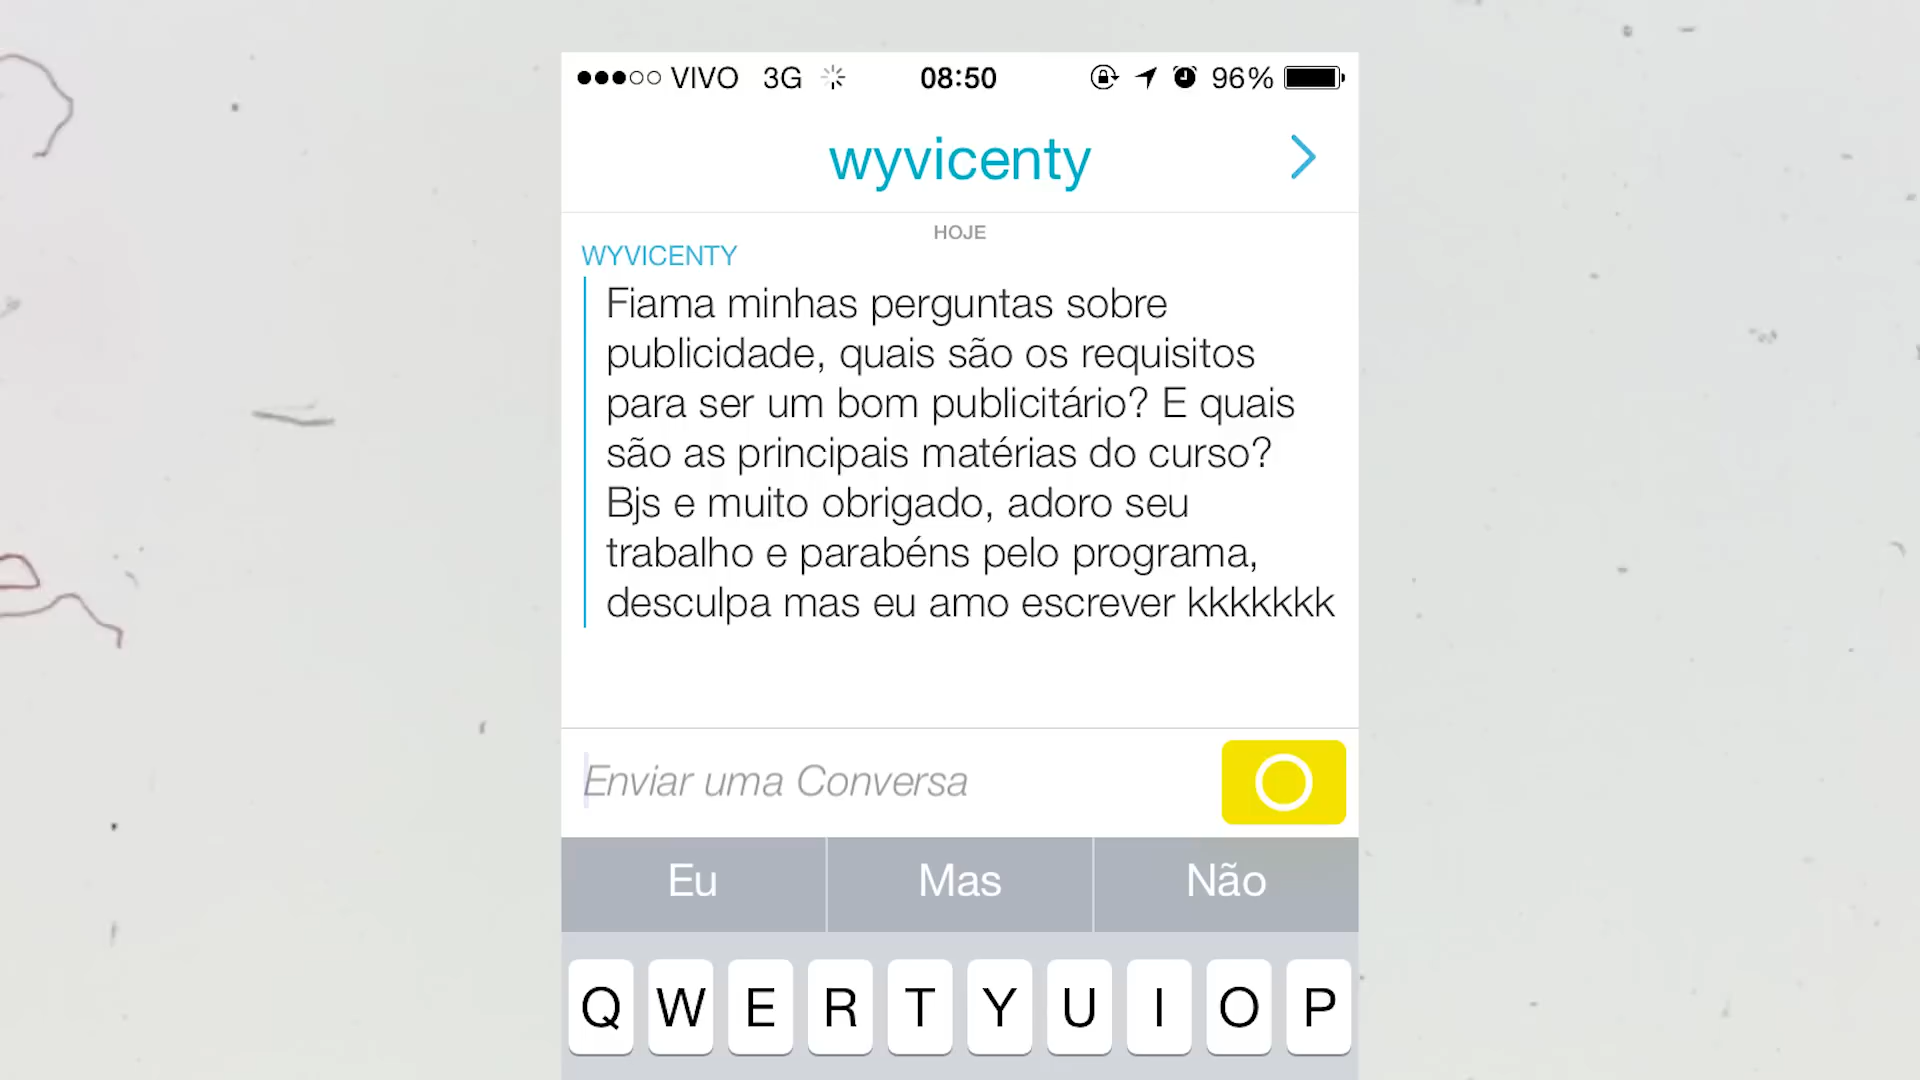 VIVO 3G 08:50 96%
wyvicenty
HOJE
WYVICENTY
Fiama minhas perguntas sobre
publicidade, quais são os requisitos
para ser um bom publicitário? E quais
são as principais matérias do curso?
Bjs e muito obrigado, adoro seu
trabalho e parabéns pelo programa,
desculpa mas eu amo escrever kkkkkkk
Enviar uma Conversa
Eu Mas Não
Q W E R T Y U I O P